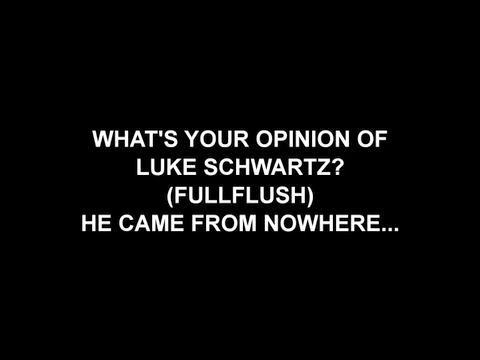 WHAT'S YOUR OPINION OF
LUKE SCHWARTZ?
(FULLFLUSH)
HE CAME FROM NOWHERE...